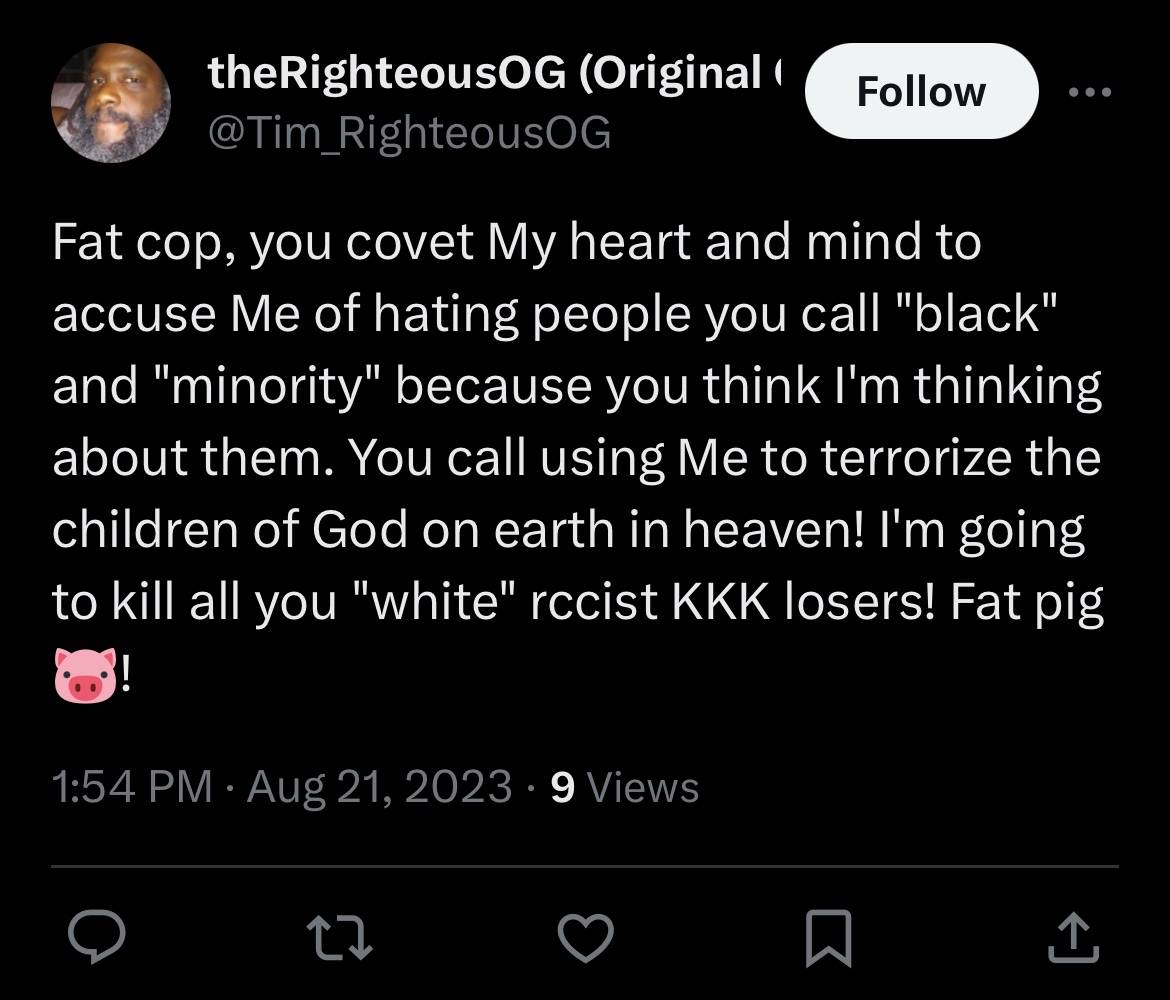 theRighteousOG (Original
Follow
@Tim_RighteousOG
Fat cop, you covet My heart and mind to
accuse Me of hating people you call "black"
and "minority" because you think I'm thinking
about them. You call using Me to terrorize the
children of God on earth in heaven! I'm going
to kill all you "white" rccist KKK losers! Fat pig
🐷!
1:54 PM · Aug 21, 2023 · 9 Views